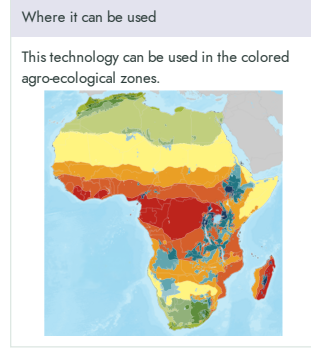 Where it can be used
This technology can be used in the colored
agro-ecological zones.